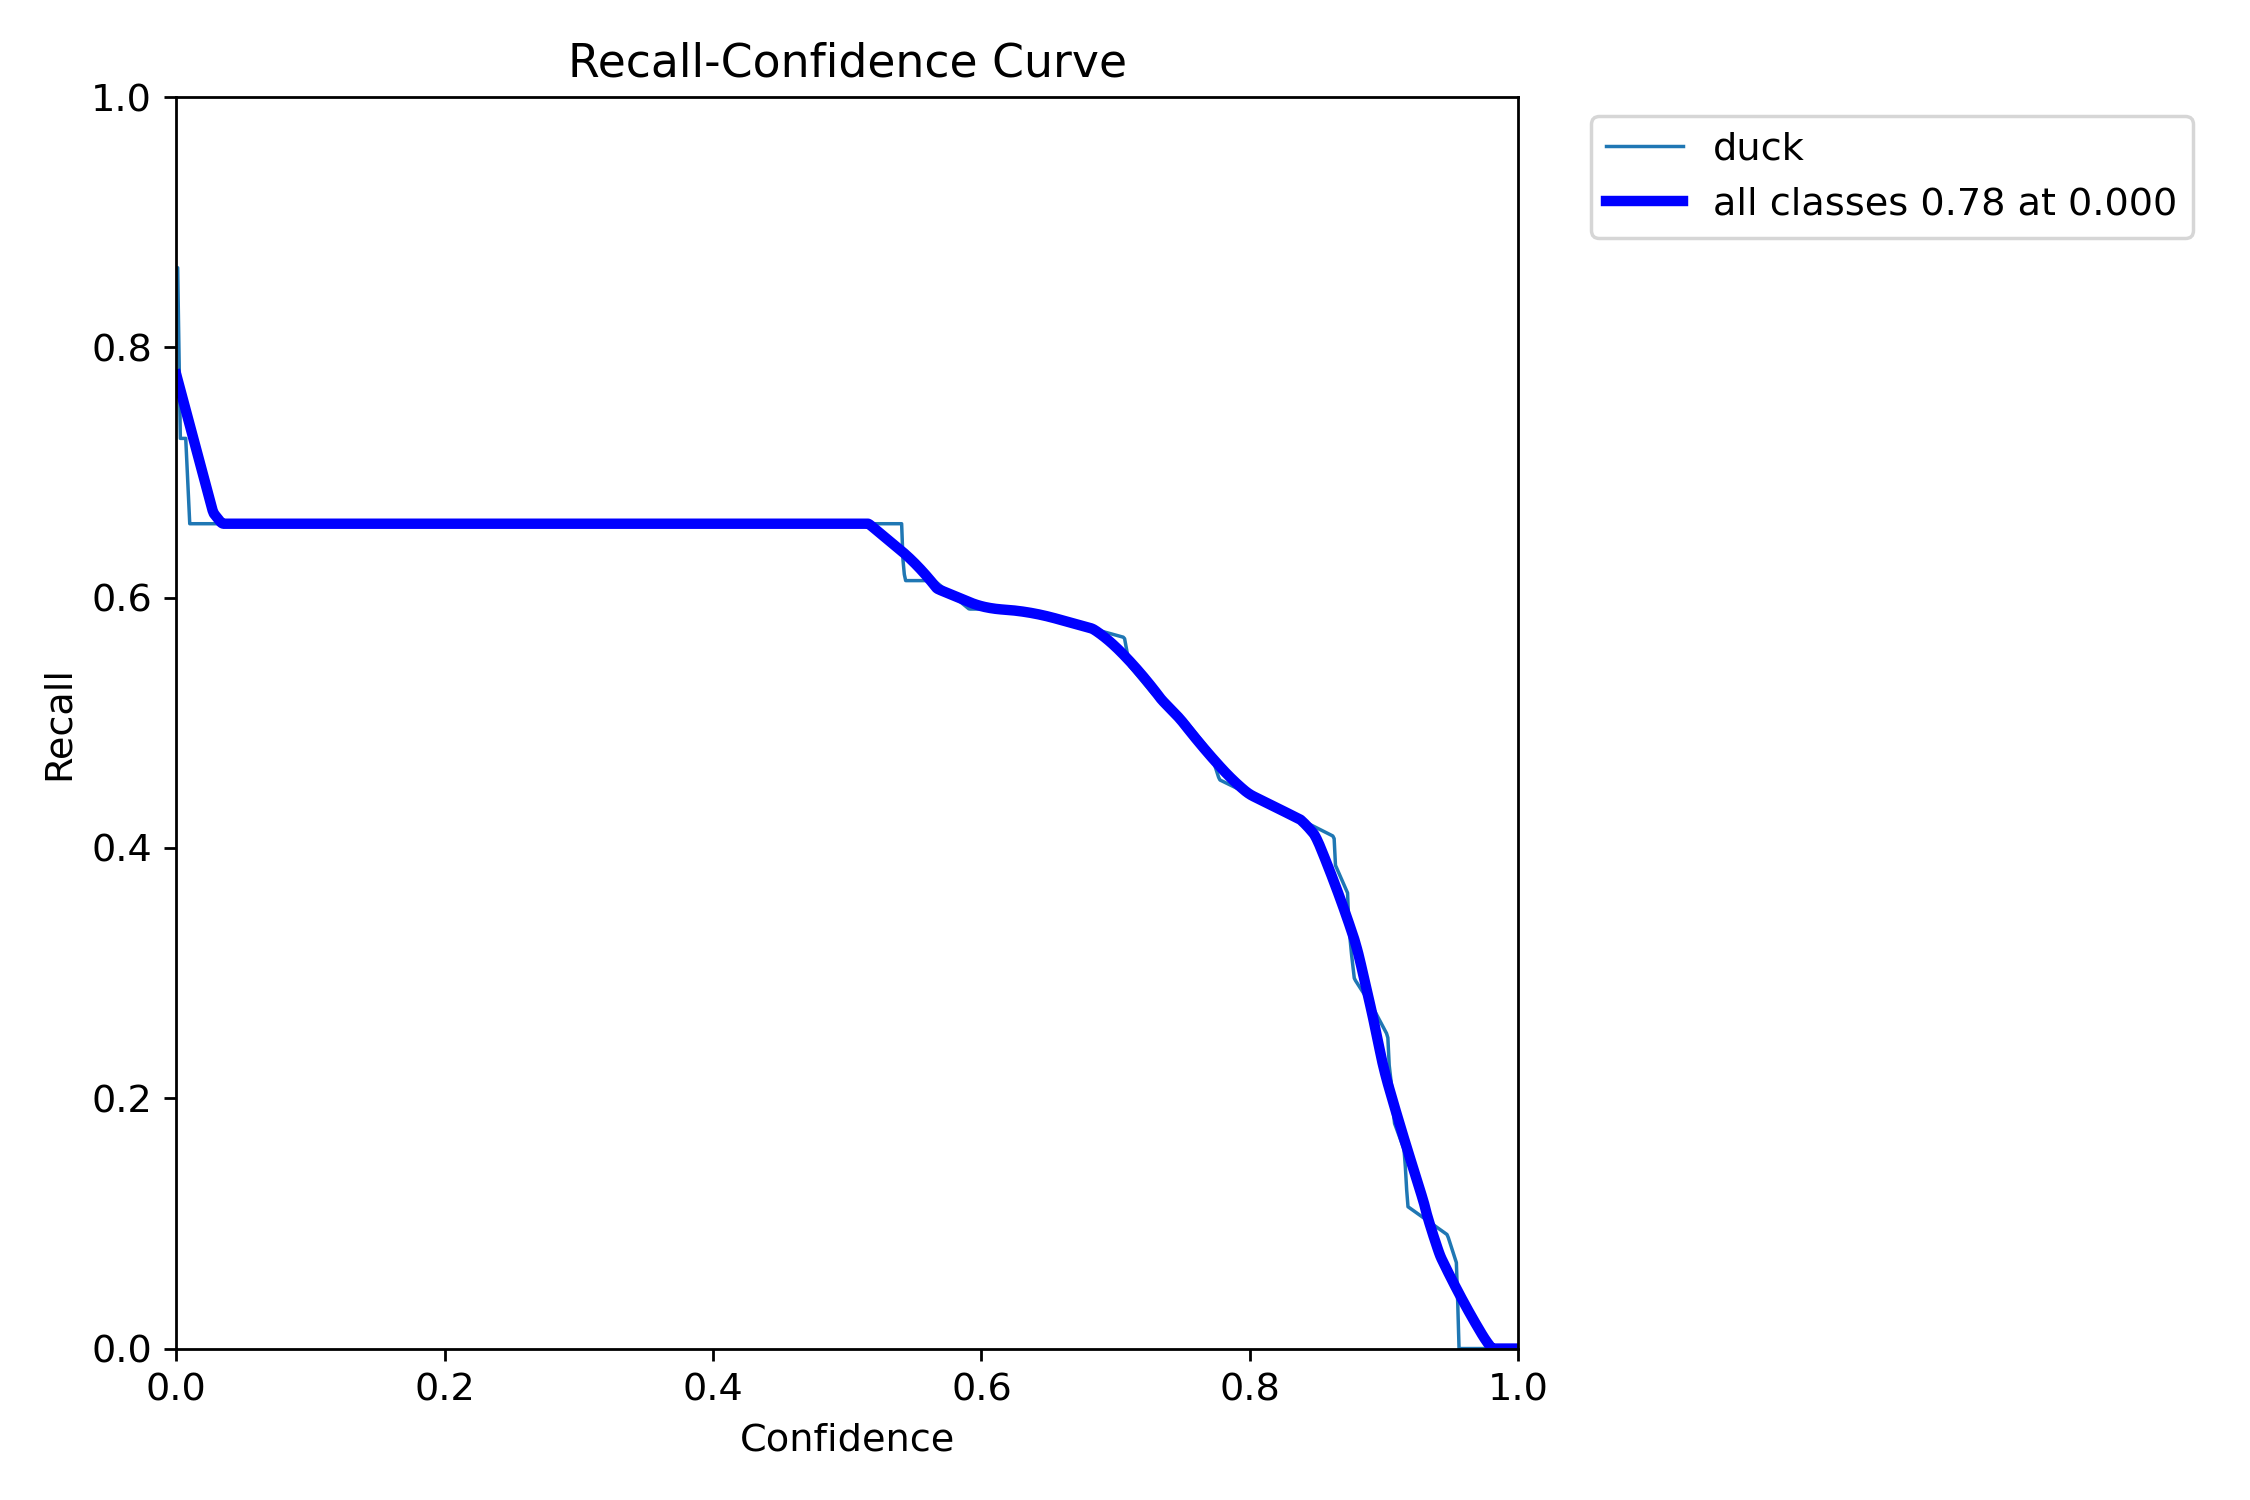 Recall-Confidence Curve
1.0
0.8
0.6
0.4
0.2
0.0
Recall
0.0 0.2 0.4 0.6 0.8 1.0
Confidence
duck
all classes 0.78 at 0.000